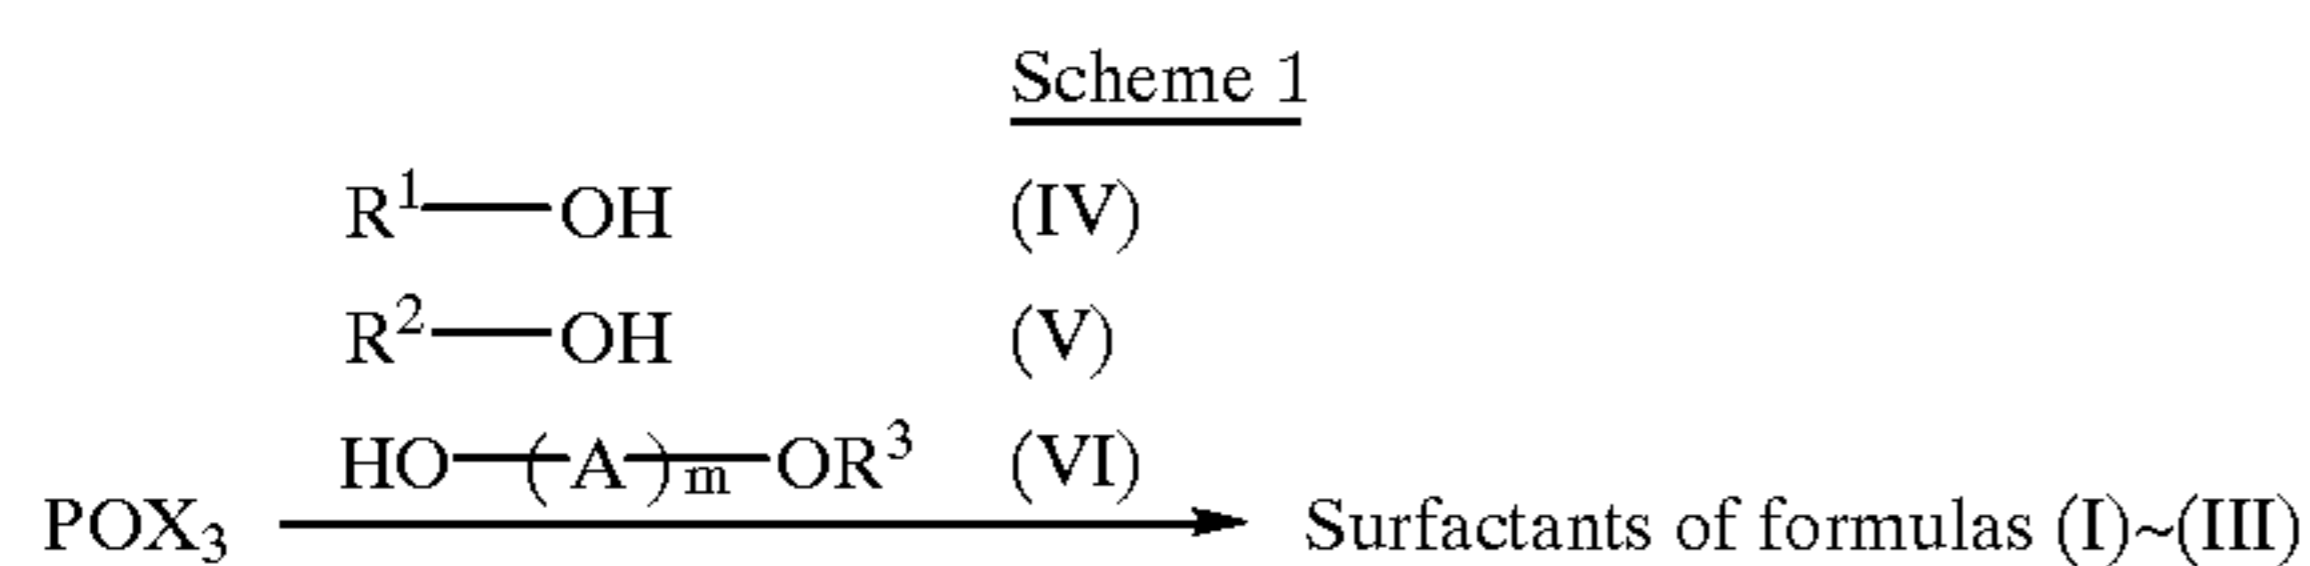 Scheme 1
R¹—OH (IV)
R²—OH (V)
HO—(A)ₘ—OR³ (VI)
POX₃ Surfactants of formulas (I)~(III)